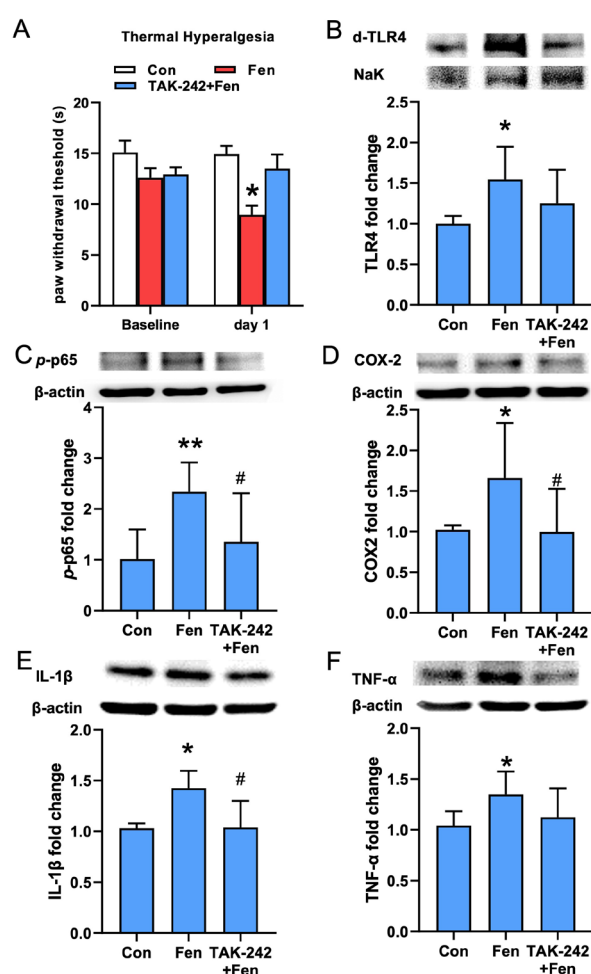 A
Thermal Hyperalgesia
Con
Fen
TAK-242+Fen
paw withdrawal theshold (s)
20
15
10
5
0
*
Baseline
day 1
B
d-TLR4
NaK
TLR4 fold change
2.5
2.0
1.5
1.0
0.5
0.0
*
Con
Fen
TAK-242
+Fen
C
p-p65
β-actin
p-p65 fold change
4
3
2
1
0
**
#
Con
Fen
TAK-242
+Fen
D
COX-2
β-actin
COX2 fold change
2.5
2.0
1.5
1.0
0.5
0.0
*
#
Con
Fen
TAK-242
+Fen
E
IL-1β
β-actin
IL-1β fold change
2.0
1.5
1.0
0.5
0.0
*
#
Con
Fen
TAK-242
+Fen
F
TNF-α
β-actin
TNF-α fold change
2.0
1.5
1.0
0.5
0.0
*
Con
Fen
TAK-242
+Fen